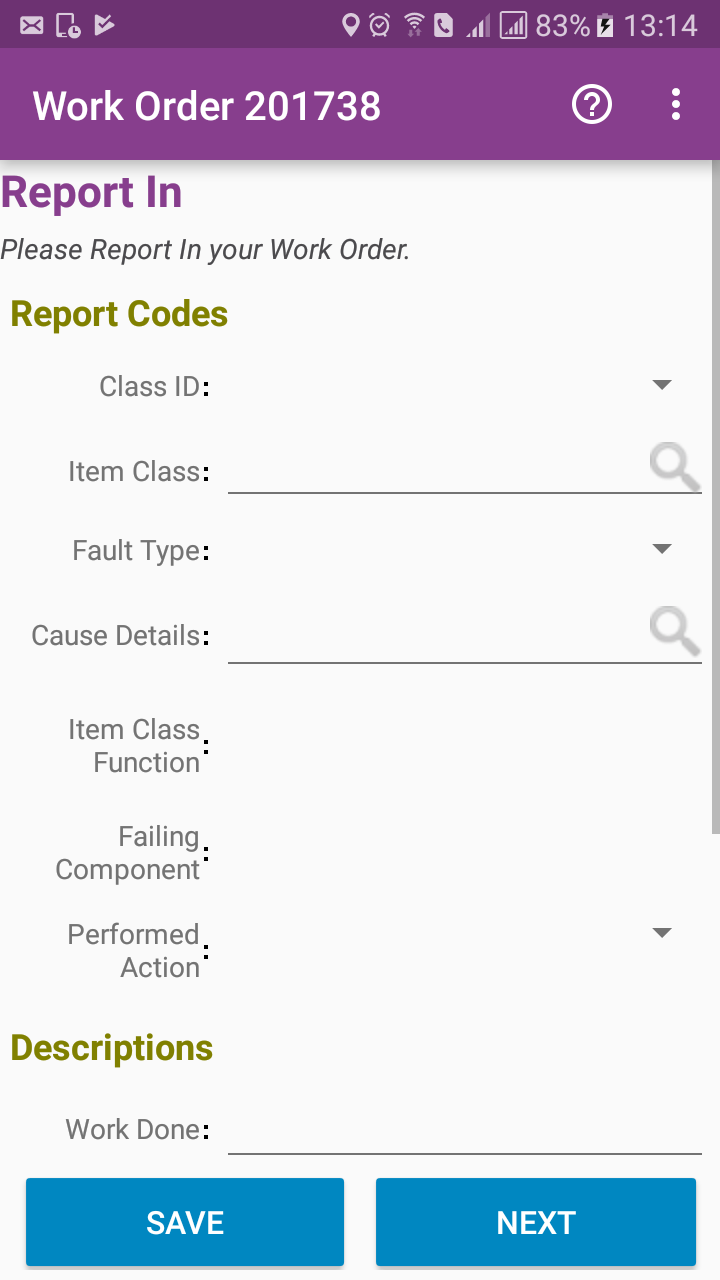 83% 13:14
Work Order 201738
Report In
Please Report In your Work Order.
Report Codes
Class ID:
Item Class:
Fault Type:
Cause Details:
Item Class
Function:
Failing
Component:
Performed
Action:
Descriptions
Work Done:
SAVE NEXT